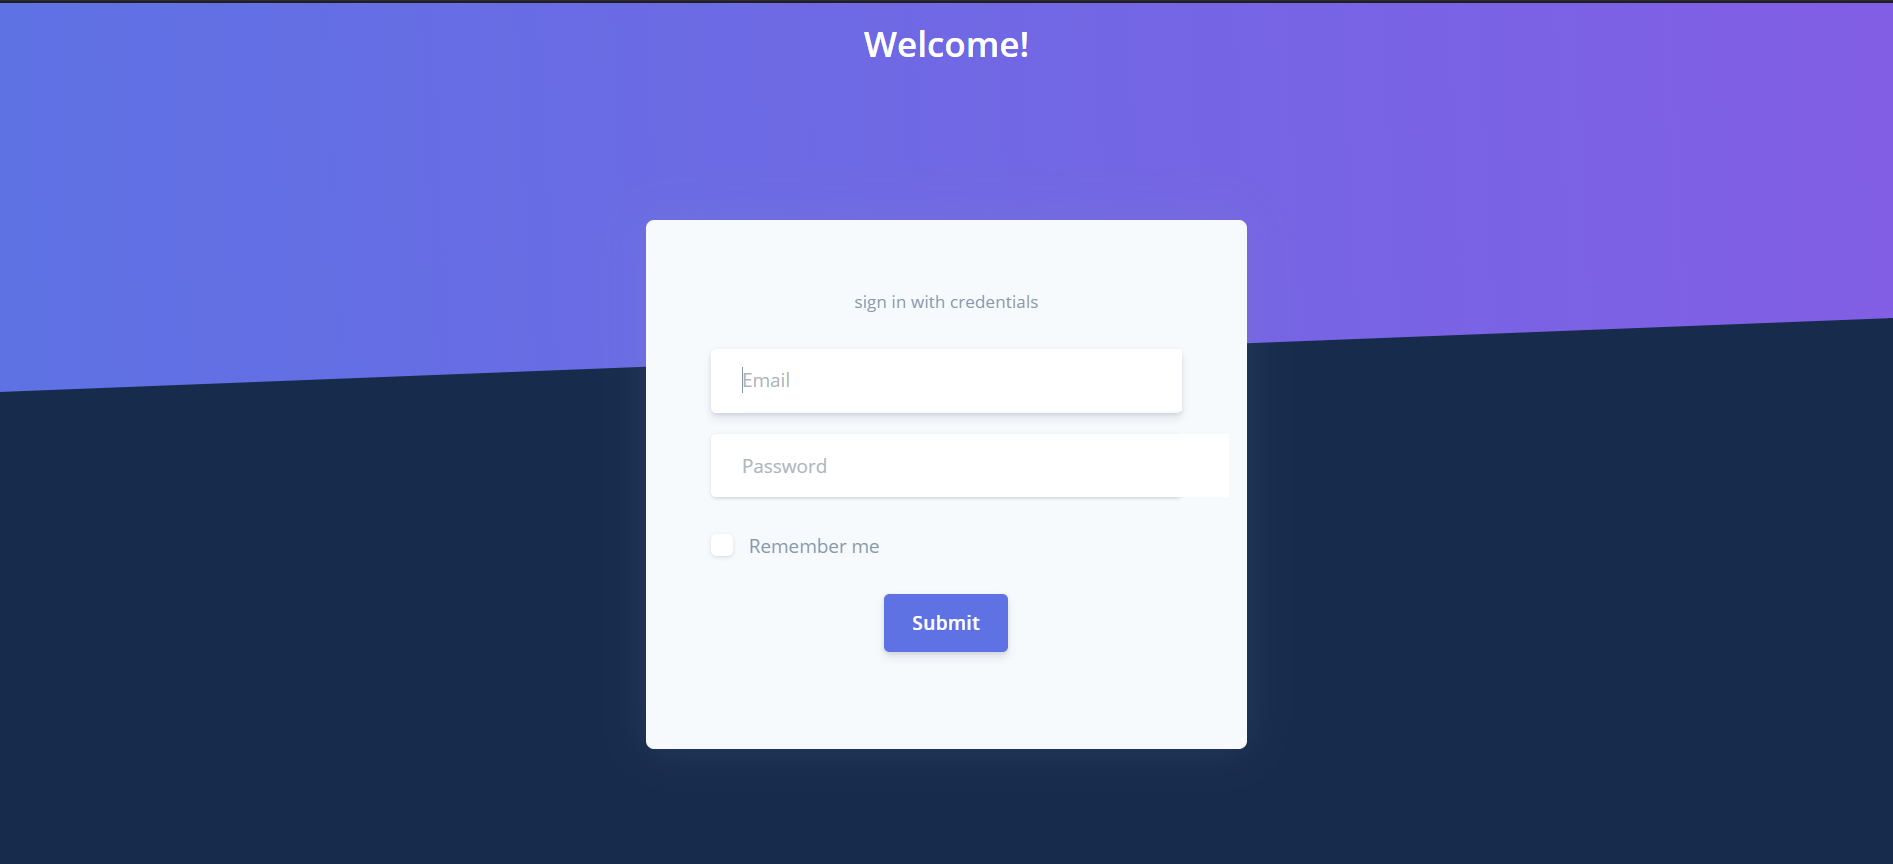 Welcome!
sign in with credentials
Email
Password
Remember me
Submit